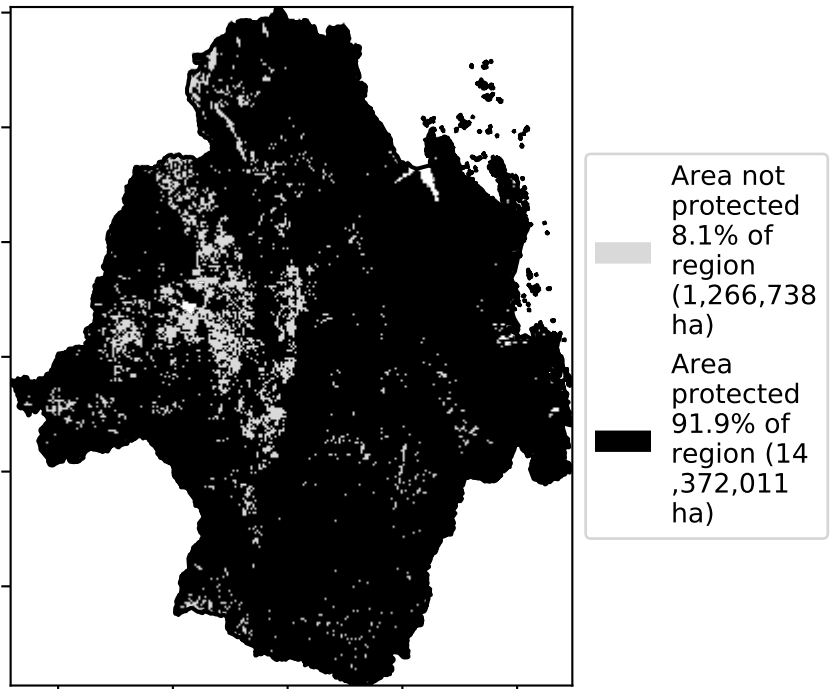 Area not
protected
8.1% of
region
(1,266,738
ha)
Area
protected
91.9% of
region (14
,372,011
ha)